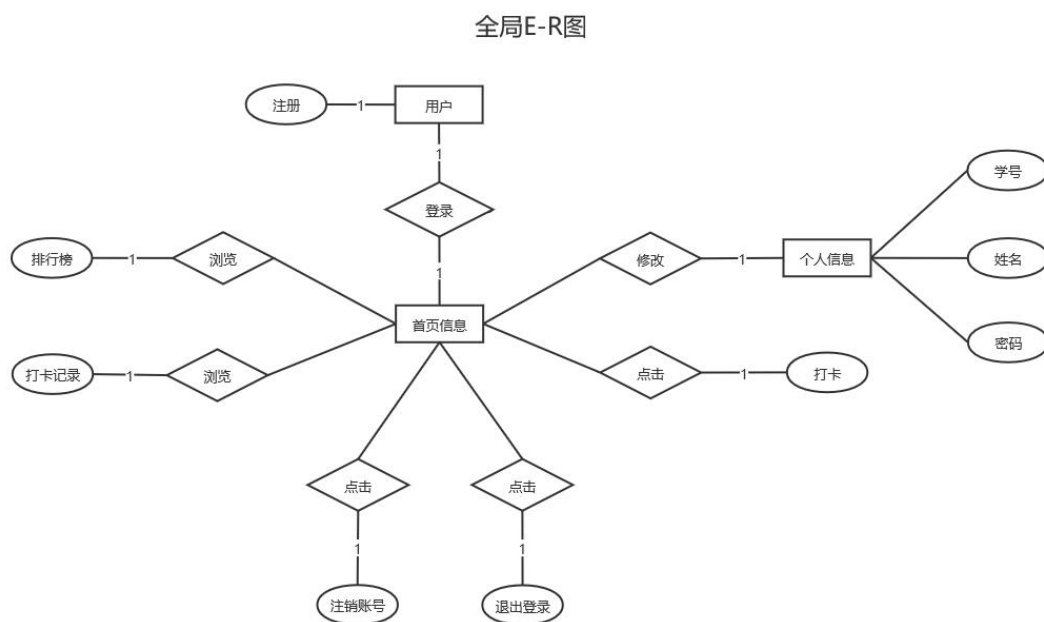 全局E-R图
注册
1
用户
1
登录
1
学号
排行榜
1
浏览
修改
1
个人信息
姓名
首页信息
密码
打卡记录
1
浏览
点击
1
打卡
点击
点击
1
1
注销账号
退出登录